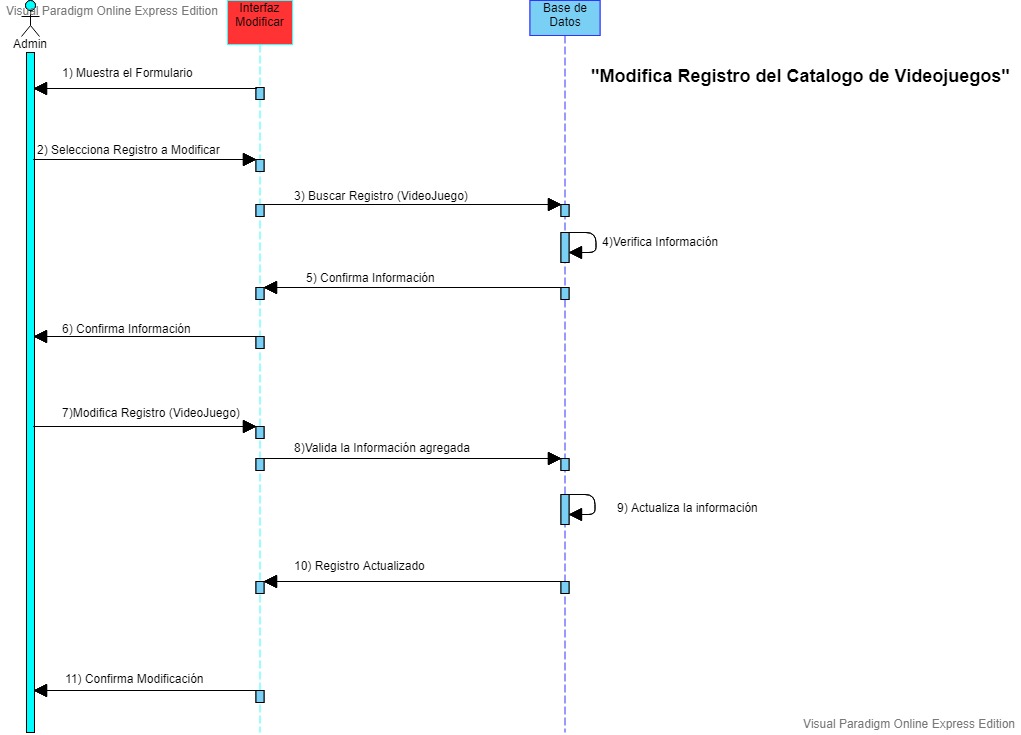 Visual Paradigm Online Express Edition
Interfaz
Modificar
Base de
Datos
Admin
"Modifica Registro del Catalogo de Videojuegos"
1) Muestra el Formulario
2) Selecciona Registro a Modificar
3) Buscar Registro (VideoJuego)
4)Verifica Información
5) Confirma Información
6) Confirma Información
7)Modifica Registro (VideoJuego)
8)Valida la Información agregada
9) Actualiza la información
10) Registro Actualizado
11) Confirma Modificación
Visual Paradigm Online Express Edition